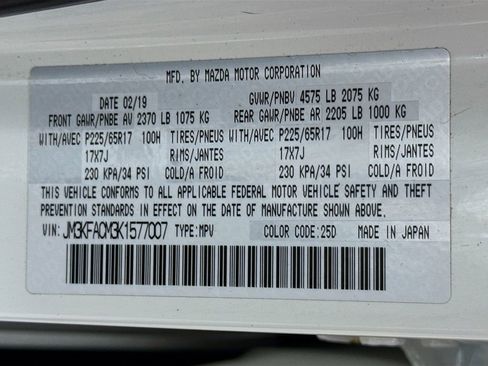 MFD. BY MAZDA MOTOR CORPORATION
DATE 02/19 GVWR/PNBV 4575 LB 2075 KG
FRONT GAWR/PNBE AV 2370 LB 1075 KG REAR GAWR/PNBE AR 2205 LB 1000 KG
WITH/AVEC P225/65R17 100H TIRES/PNEUS WITH/AVEC P225/65R17 100H TIRES/PNEUS
17X7J RIMS/JANTES 17X7J RIMS/JANTES
230 KPA/34 PSI COLD/A FROID 230 KPA/34 PSI COLD/A FROID
THIS VEHICLE CONFORMS TO ALL APPLICABLE FEDERAL MOTOR VEHICLE SAFETY AND THEFT
PREVENTION STANDARDS IN EFFECT ON THE DATE OF MANUFACTURE SHOWN ABOVE.
VIN: JM3KFACM3K1577007 TYPE:MPV COLOR CODE:25D MADE IN JAPAN